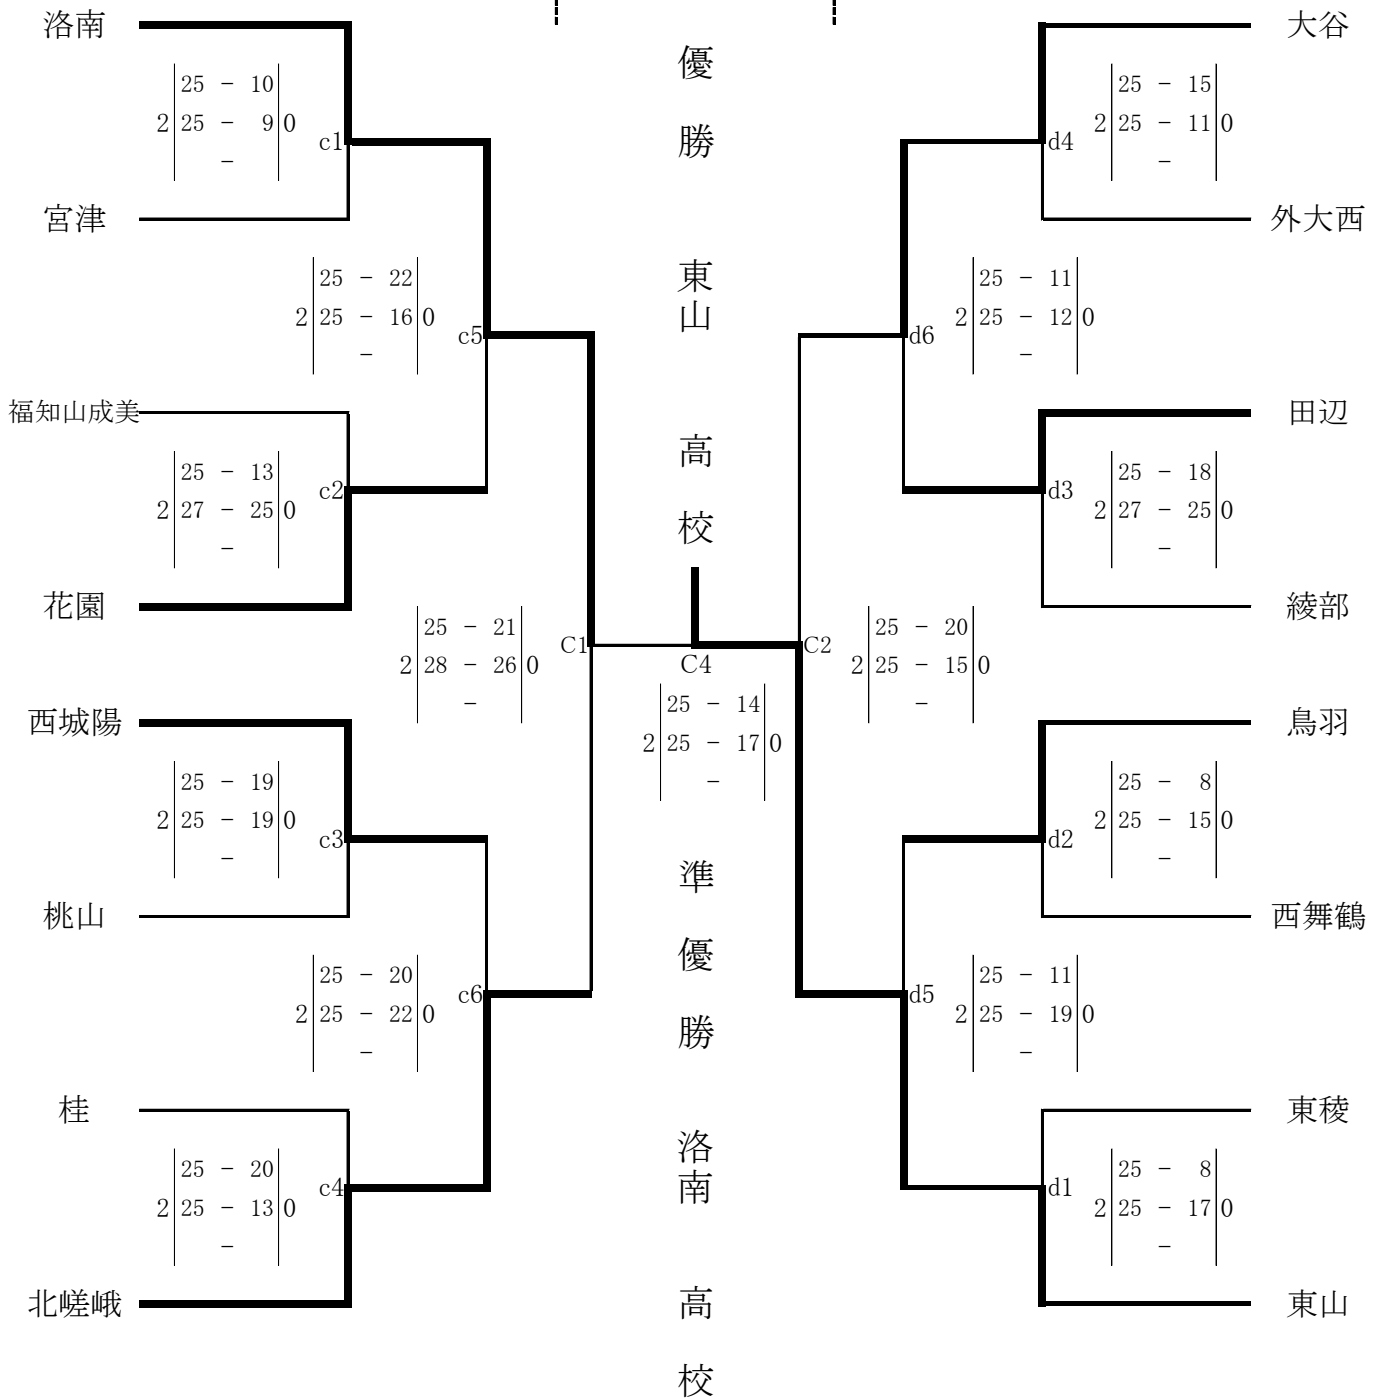 洛南
25 - 10
2 25 - 9 0
-
c1
宮津
25 - 22
2 25 - 16 0
-
c5
福知山成美
25 - 13
2 27 - 25 0
-
c2
花園
25 - 21
2 28 - 26 0
-
C1
西城陽
25 - 19
2 25 - 19 0
-
c3
桃山
25 - 20
2 25 - 22 0
-
c6
桂
25 - 20
2 25 - 13 0
-
c4
北嵯峨
優勝
東山
高校
C4
25 - 14
2 25 - 17 0
-
準優勝
洛南
高校
大谷
25 - 15
2 25 - 11 0
-
d4
外大西
25 - 11
2 25 - 12 0
-
d6
田辺
25 - 18
2 27 - 25 0
-
d3
綾部
25 - 20
2 25 - 15 0
-
C2
鳥羽
25 - 8
2 25 - 15 0
-
d2
西舞鶴
25 - 11
2 25 - 19 0
-
d5
東稜
25 - 8
2 25 - 17 0
-
d1
東山